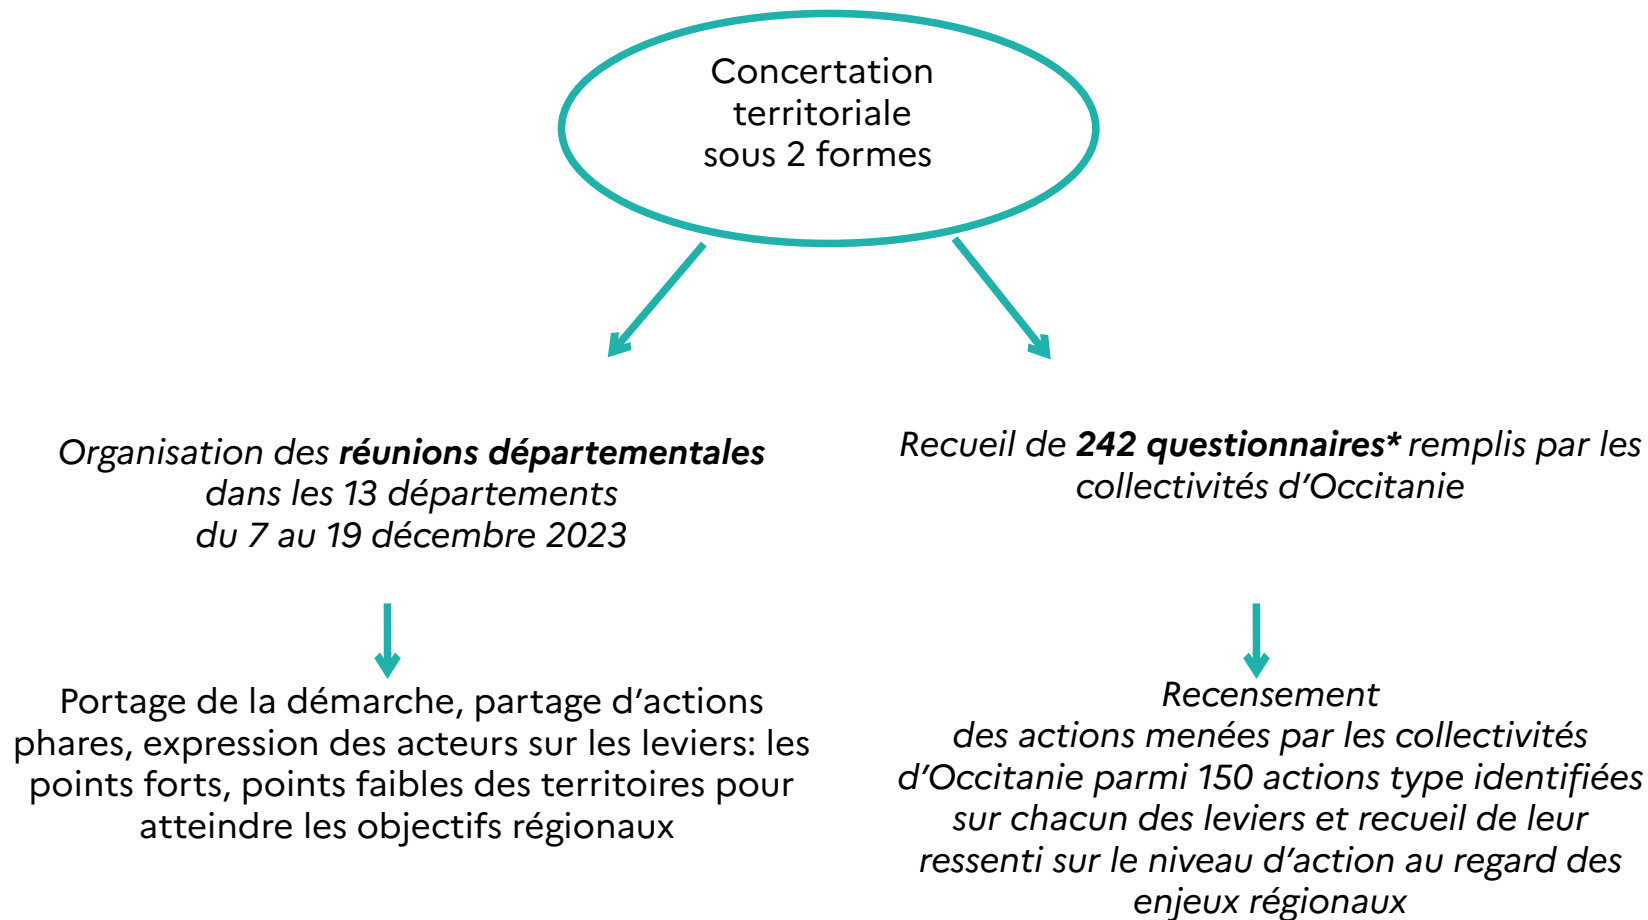 Concertation
territoriale
sous 2 formes
Organisation des réunions départementales
dans les 13 départements
du 7 au 19 décembre 2023
Recueil de 242 questionnaires* remplis par les
collectivités d’Occitanie
Portage de la démarche, partage d’actions
phares, expression des acteurs sur les leviers: les
points forts, points faibles des territoires pour
atteindre les objectifs régionaux
Recensement
des actions menées par les collectivités
d’Occitanie parmi 150 actions type identifiées
sur chacun des leviers et recueil de leur
ressenti sur le niveau d’action au regard des
enjeux régionaux